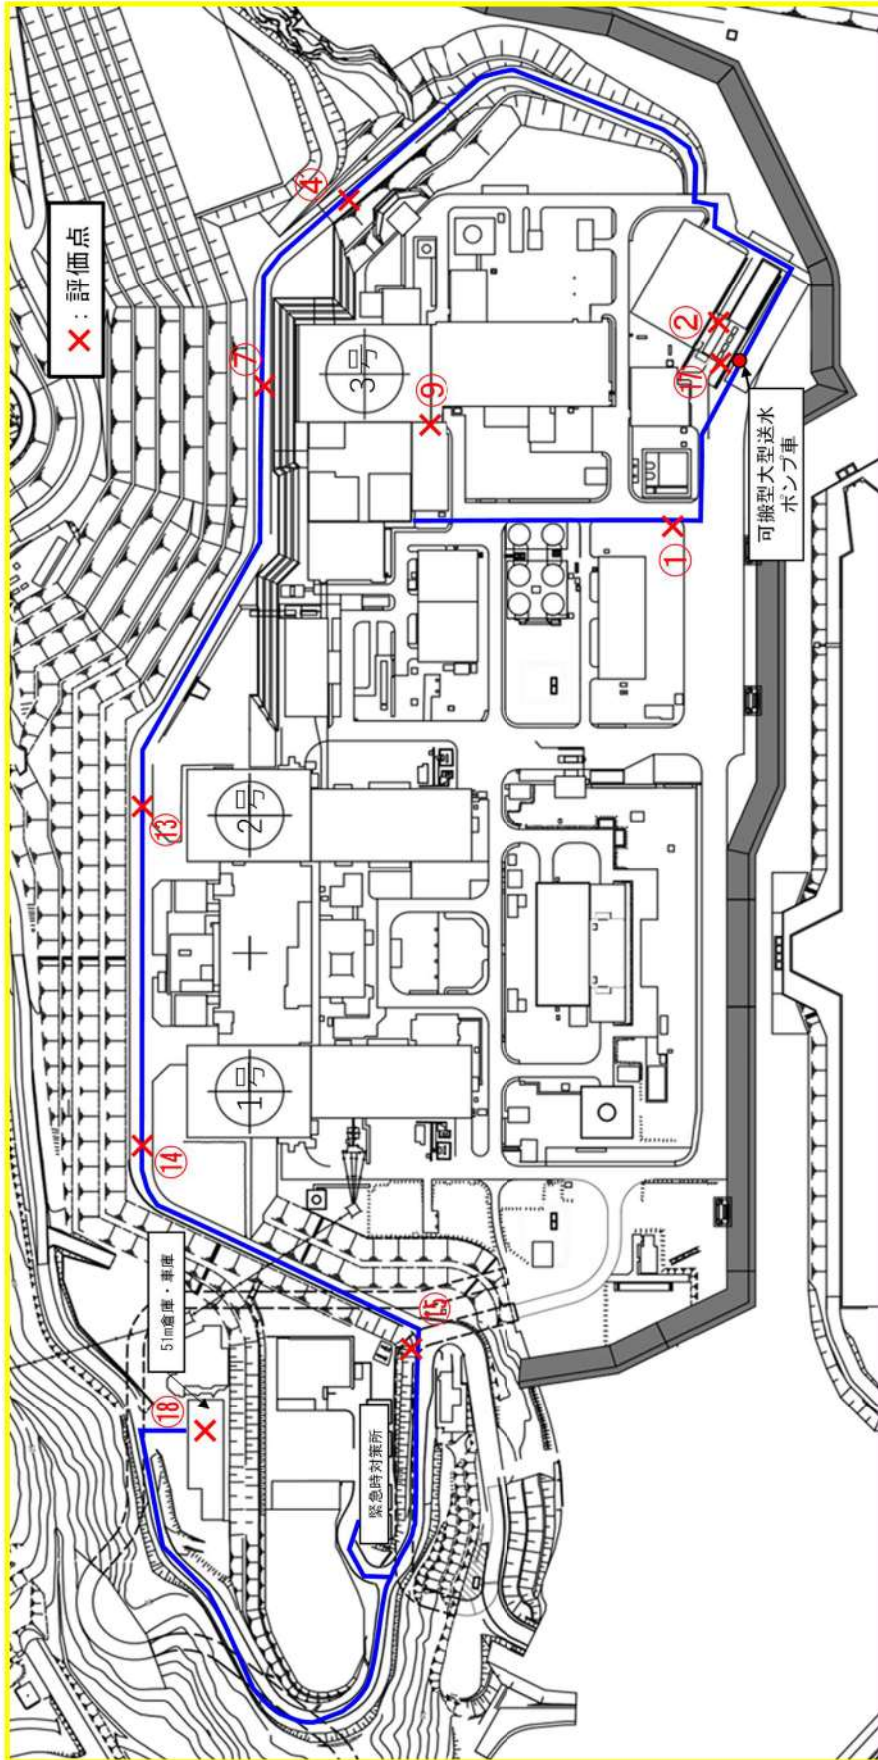 ×：評価点
④
⑦
②
⑰
3号
⑨
可搬型大型送水
ポンプ車
①
⑬
2号
⑭
1号
51m倉庫・車庫
⑮
⑱
緊急時対策所